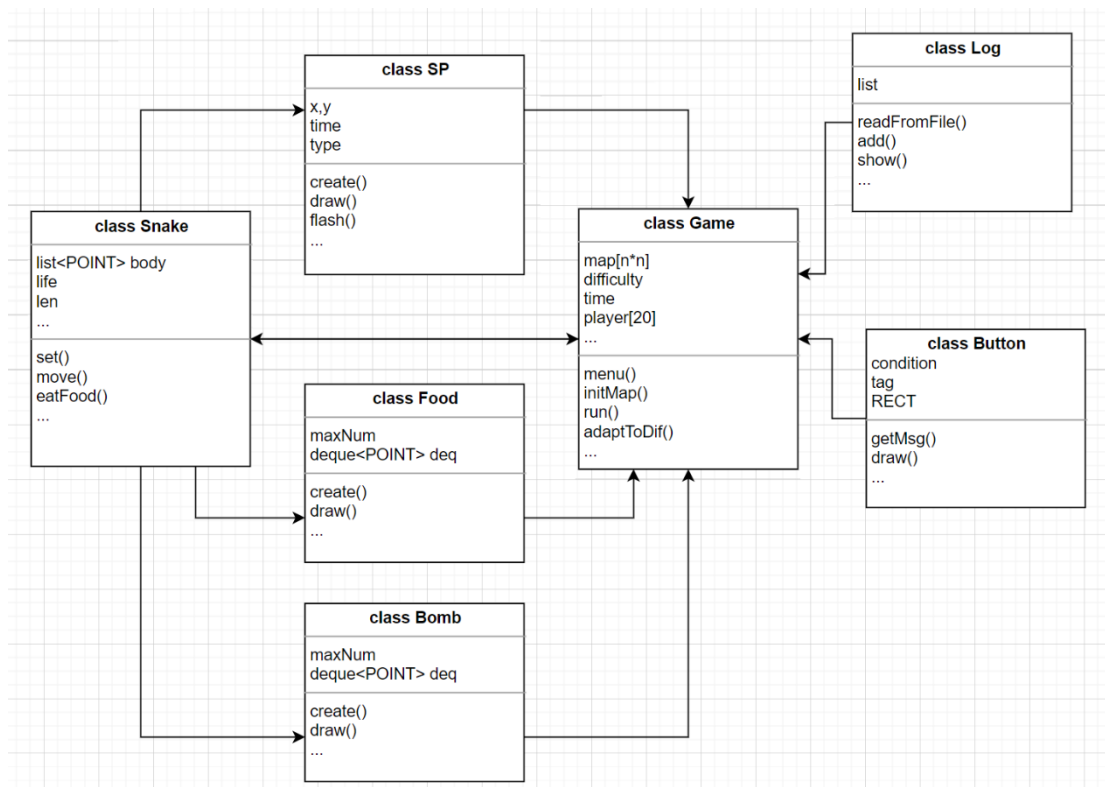 class SP
x,y
time
type
create()
draw()
flash()
...
class Log
list
readFromFile()
add()
show()
...
class Snake
list<POINT> body
life
len
...
set()
move()
eatFood()
...
class Game
map[n*n]
difficulty
time
player[20]
...
menu()
initMap()
run()
adaptToDif()
...
class Button
condition
tag
RECT
getMsg()
draw()
...
class Food
maxNum
deque<POINT> deq
create()
draw()
...
class Bomb
maxNum
deque<POINT> deq
create()
draw()
...